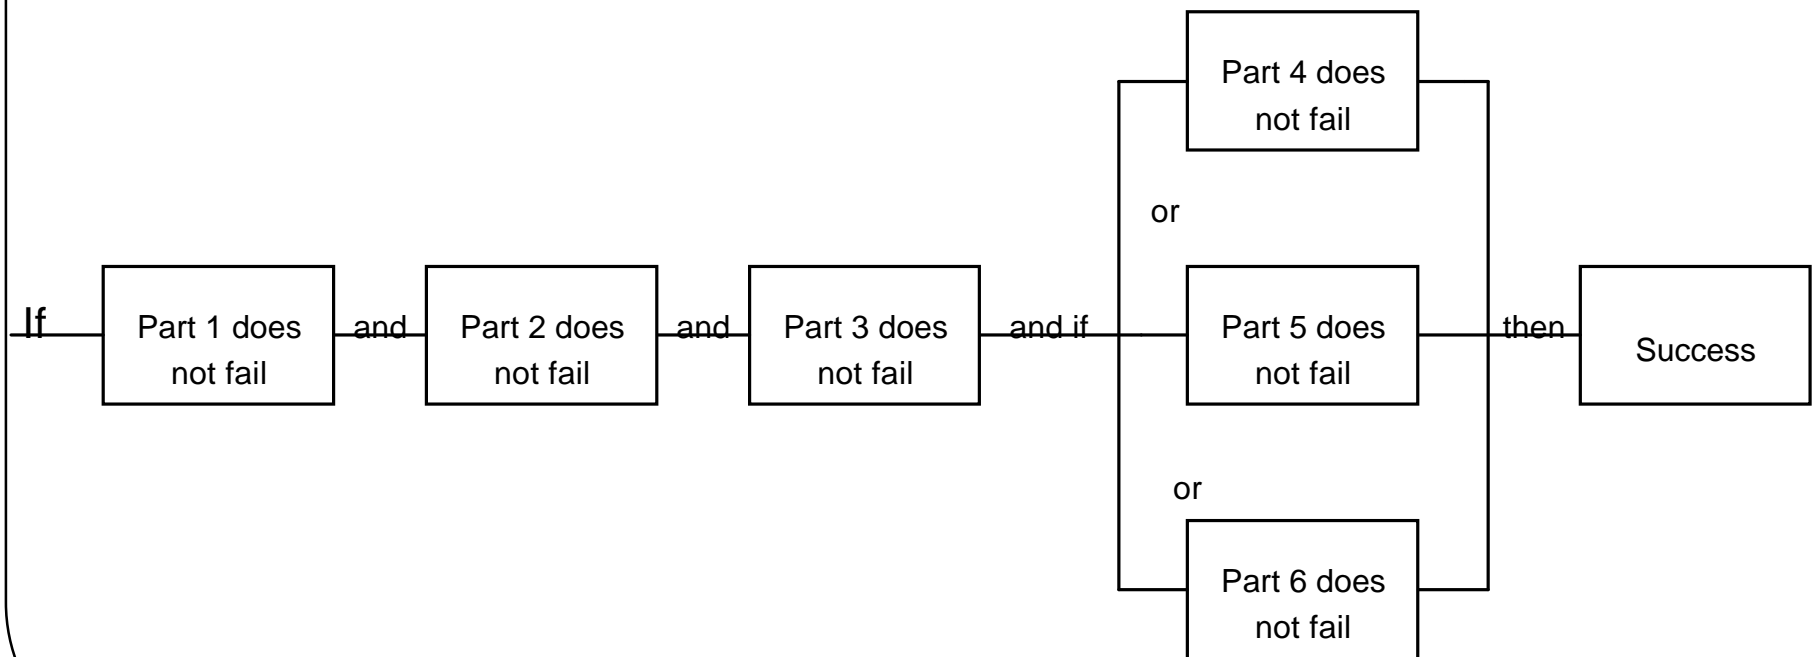 If
Part 1 does
not fail
and
Part 2 does
not fail
and
Part 3 does
not fail
and if
Part 4 does
not fail
or
Part 5 does
not fail
or
Part 6 does
not fail
then
Success